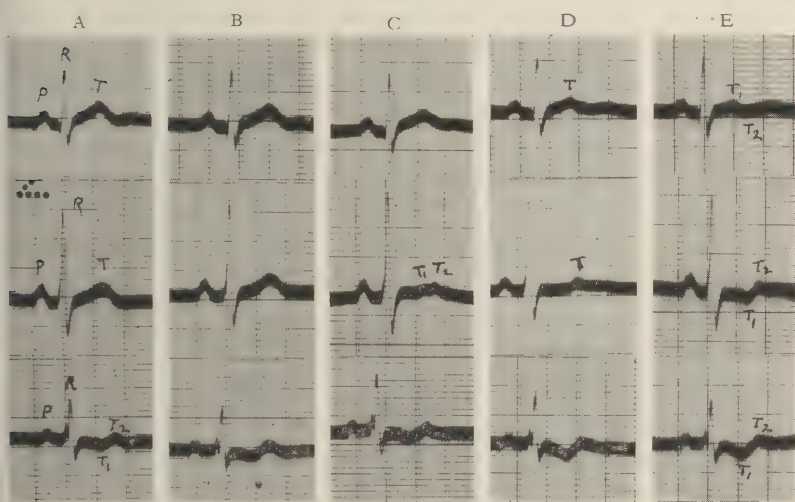 A B C D E
R
P T T T₁
T₂
R
P T T₁ T₂ T T₂
T₁
R
P T₂ T₂
T₁ T₁